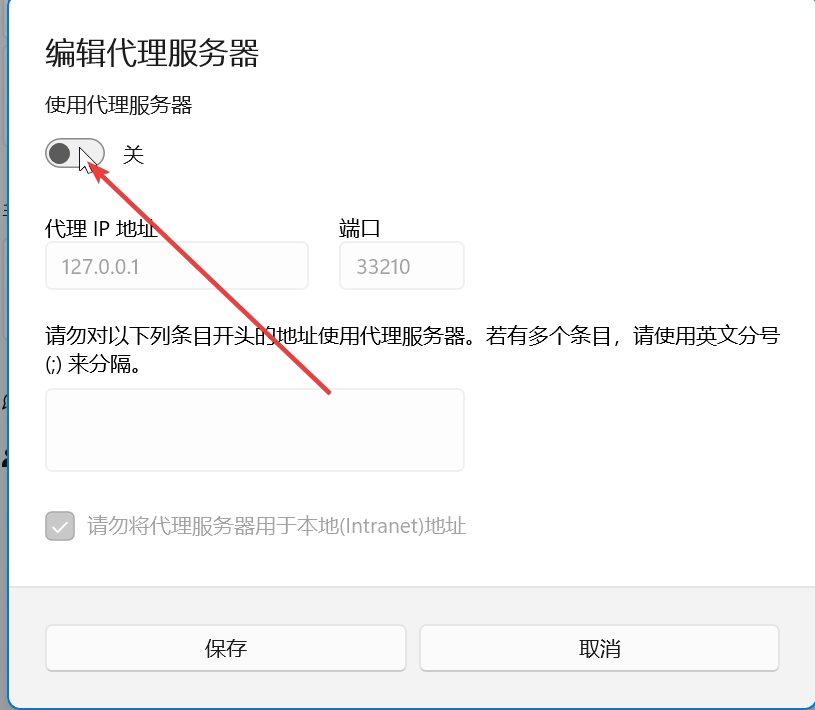 编辑代理服务器
使用代理服务器
关
代理 IP 地址
端口
127.0.0.1
33210
请勿对以下列条目开头的地址使用代理服务器。若有多个条目，请使用英文分号
(;) 来分隔。
请勿将代理服务器用于本地(Intranet)地址
保存
取消